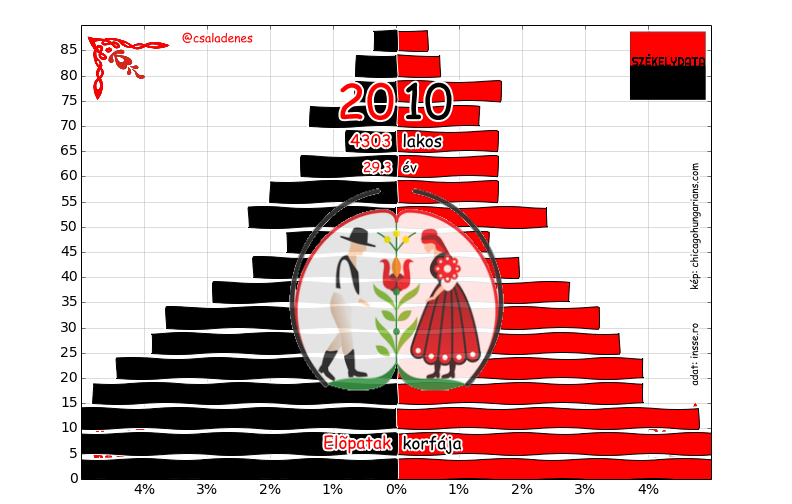 @csaladenes
SZÉKELYDATA
2010
4303 lakos
29.3 év
kép: chicagohungarians.com
adat: insse.ro
Előpatak korfája
85
80
75
70
65
60
55
50
45
40
35
30
25
20
15
10
5
0
4% 3% 2% 1% 0% 1% 2% 3% 4%